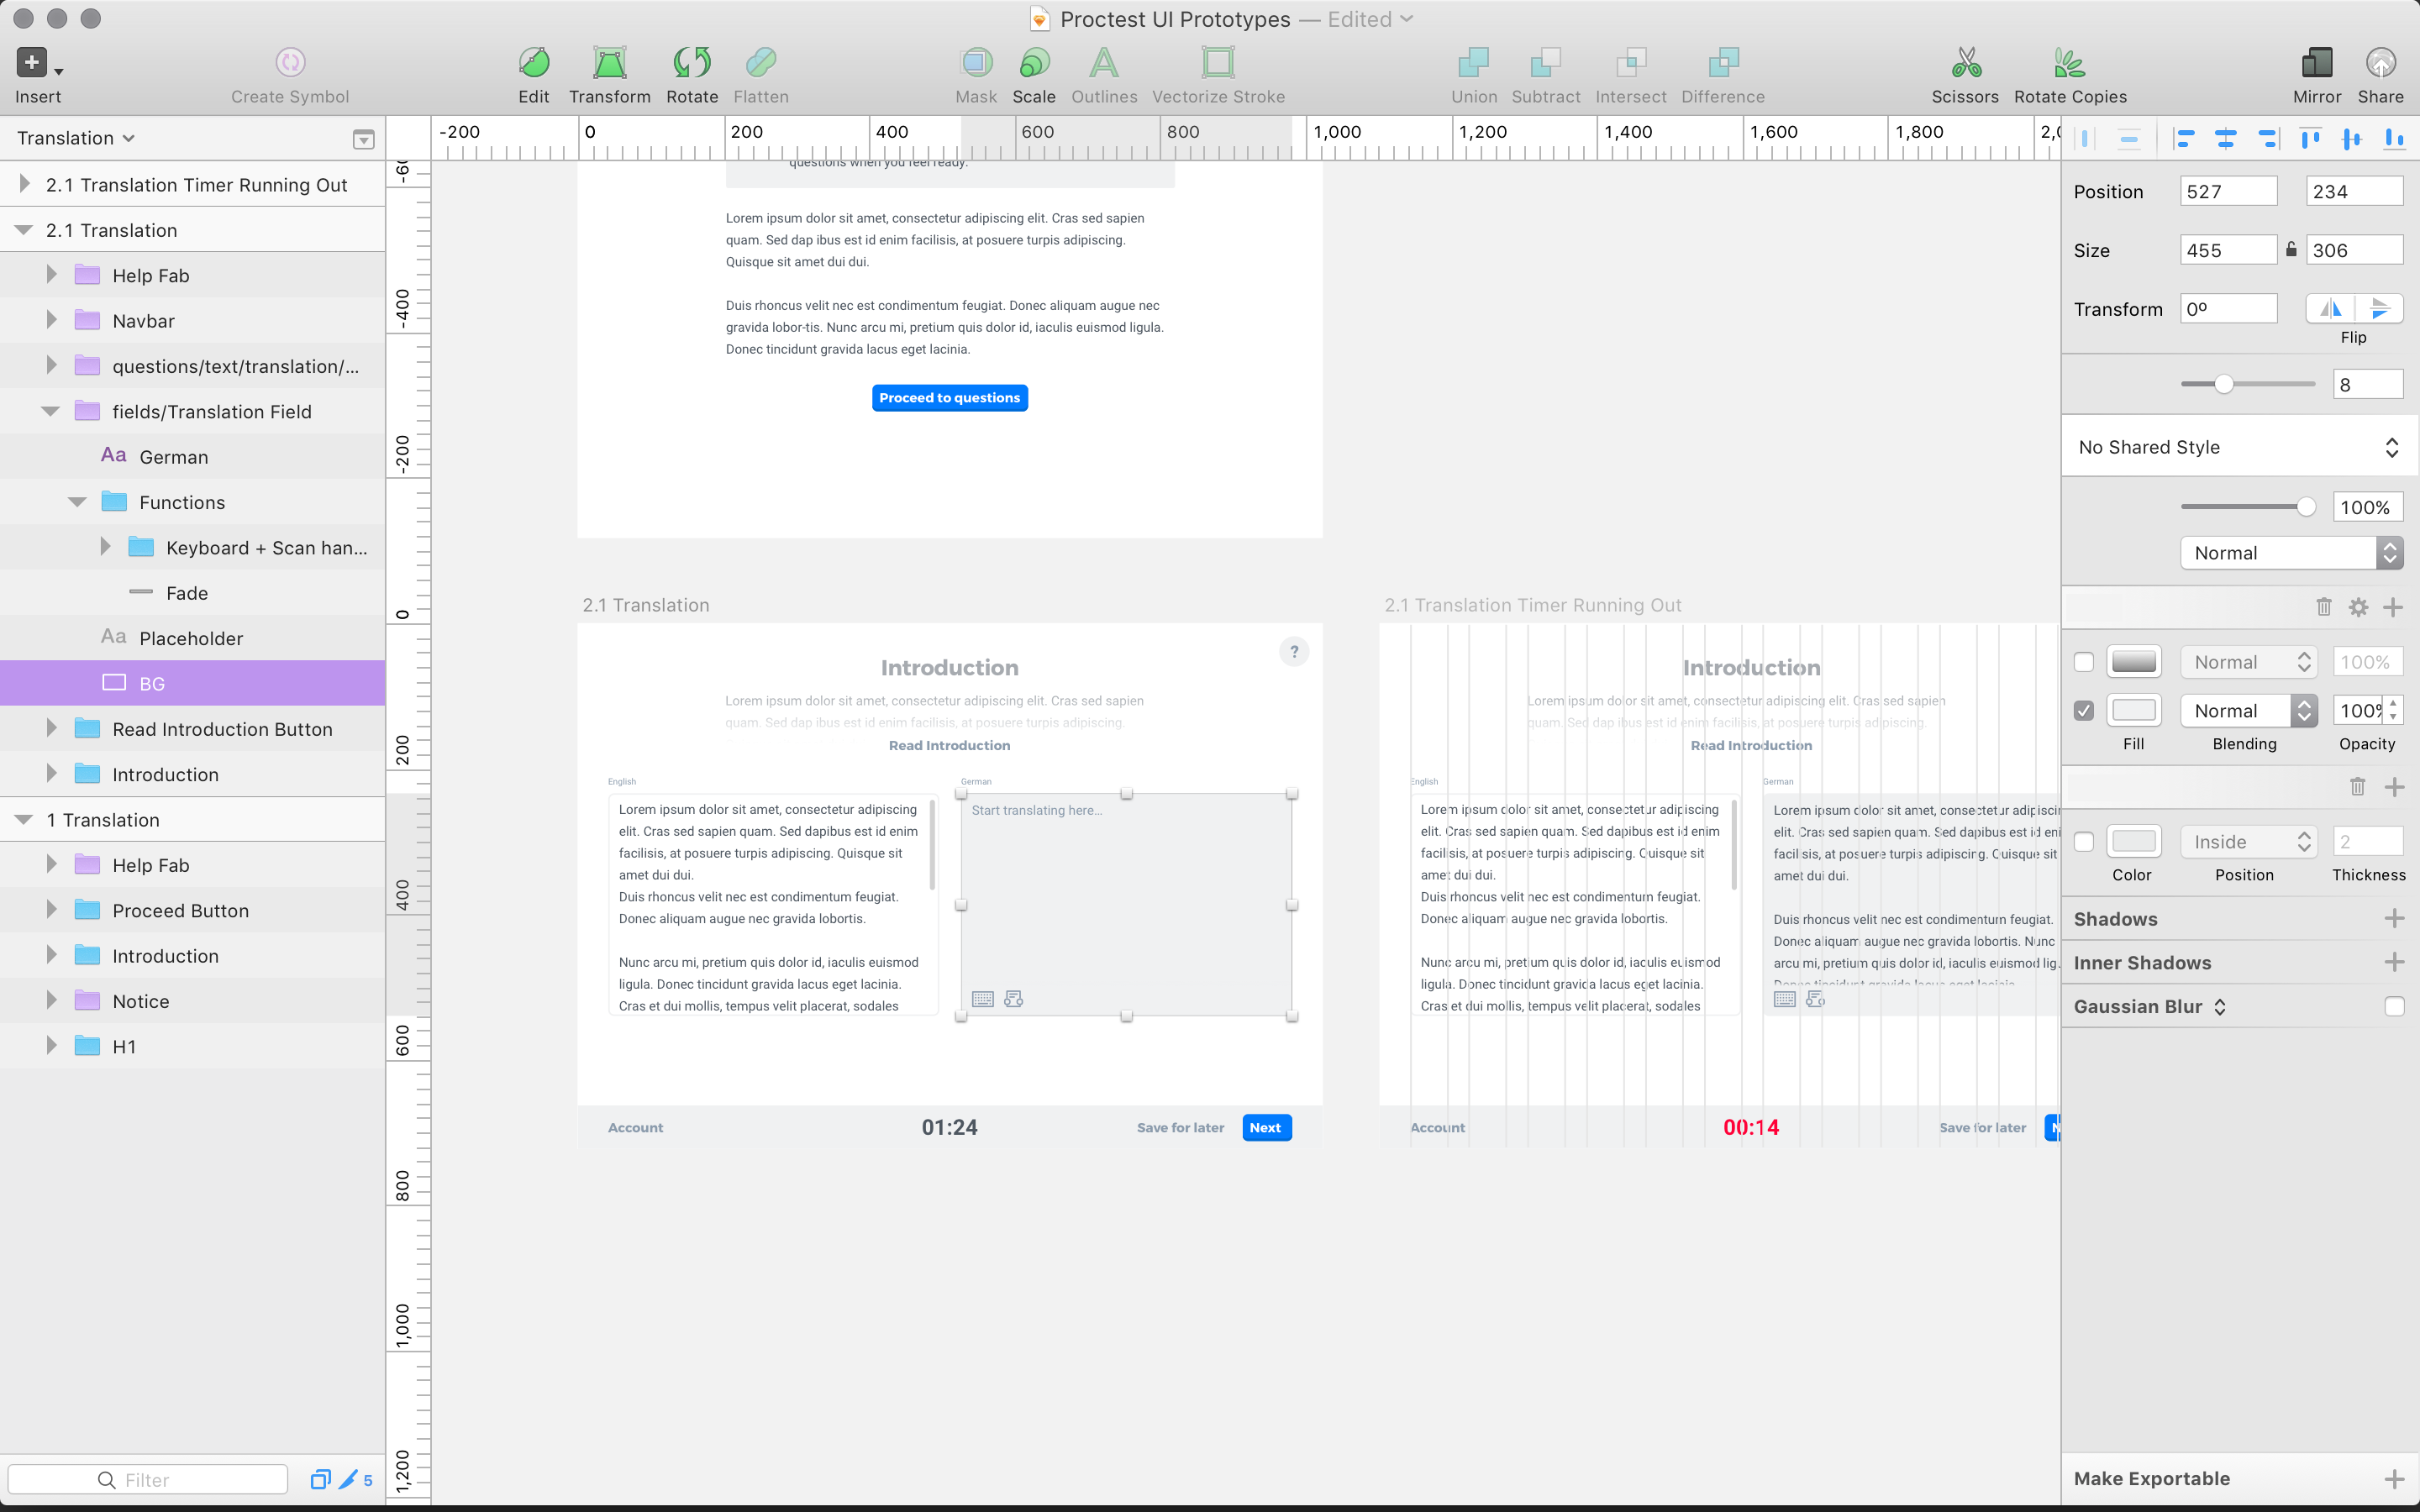 Proctest UI Prototypes — Edited
Insert
Create Symbol
Edit
Transform
Rotate
Flatten
Mask
Scale
Outlines
Vectorize Stroke
Union
Subtract
Intersect
Difference
Scissors
Rotate Copies
Mirror
Share
Translation
2.1 Translation Timer Running Out
2.1 Translation
Help Fab
Navbar
questions/text/translation/...
fields/Translation Field
Aa German
Functions
Keyboard + Scan han...
Fade
Aa Placeholder
BG
Read Introduction Button
Introduction
1 Translation
Help Fab
Proceed Button
Introduction
Notice
H1
Filter
5
-200
0
200
400
600
800
1,000
1,200
1,400
1,600
1,800
-400
-200
0
200
400
600
800
1,000
1,200
questions when you feel ready.
Lorem ipsum dolor sit amet, consectetur adipiscing elit. Cras sed sapien
quam. Sed dap ibus est id enim facilisis, at posuere turpis adipiscing.
Quisque sit amet dui dui.
Duis rhoncus velit nec est condimentum feugiat. Donec aliquam augue nec
gravida lobor-tis. Nunc arcu mi, pretium quis dolor id, iaculis euismod ligula.
Donec tincidunt gravida lacus eget lacinia.
Proceed to questions
2.1 Translation
?
Introduction
Lorem ipsum dolor sit amet, consectetur adipiscing elit. Cras sed sapien
quam. Sed dap ibus est id enim facilisis, at posuere turpis adipiscing.
Read Introduction
English
Lorem ipsum dolor sit amet, consectetur adipiscing
elit. Cras sed sapien quam. Sed dapibus est id enim
facilisis, at posuere turpis adipiscing. Quisque sit
amet dui dui.
Duis rhoncus velit nec est condimentum feugiat.
Donec aliquam augue nec gravida lobortis.
Nunc arcu mi, pretium quis dolor id, iaculis euismod
ligula. Donec tincidunt gravida lacus eget lacinia.
Cras et dui mollis, tempus velit placerat, sodales
German
Start translating here...
Account
01:24
Save for later
Next
2.1 Translation Timer Running Out
Introduction
Lorem ipsum dolor sit amet, consectetur adipiscing elit. Cras sed sapien
quam. Sed dap ibus est id enim facilisis, at posuere turpis adipiscing.
Read Introduction
English
Lorem ipsum dolor sit amet, consectetur adipiscing
elit. Cras sed sapien quam. Sed dapibus est id enim
facilisis, at posuere turpis adipiscing. Quisque sit
amet dui dui.
Duis rhoncus velit nec est condimentum feugiat.
Donec aliquam augue nec gravida lobortis.
Nunc arcu mi, pretium quis dolor id, iaculis euismod
ligula. Donec tincidunt gravida lacus eget lacinia.
Cras et dui mollis, tempus velit placerat, sodales
German
Lorem ipsum dolor sit amet, consectetur adipisci
elit. Cras sed sapien quam. Sed dapibus est id eni
facilisis, at posuere turpis adipiscing. Quisque sit
amet dui dui.
Duis rhoncus velit nec est condimentum feugiat.
Donec aliquam augue nec gravida lobortis. Nunc
arcu mi, pretium quis dolor id, iaculis euismod lig
Donec tincidunt gravida lacus eget lacinia.
Account
00:14
Save for later
Position 527 234
Size 455 306
Transform 0º
Flip
8
No Shared Style
100%
Normal
Normal 100%
Normal 100%
Fill Blending Opacity
Inside 2
Color Position Thickness
Shadows
Inner Shadows
Gaussian Blur
Make Exportable